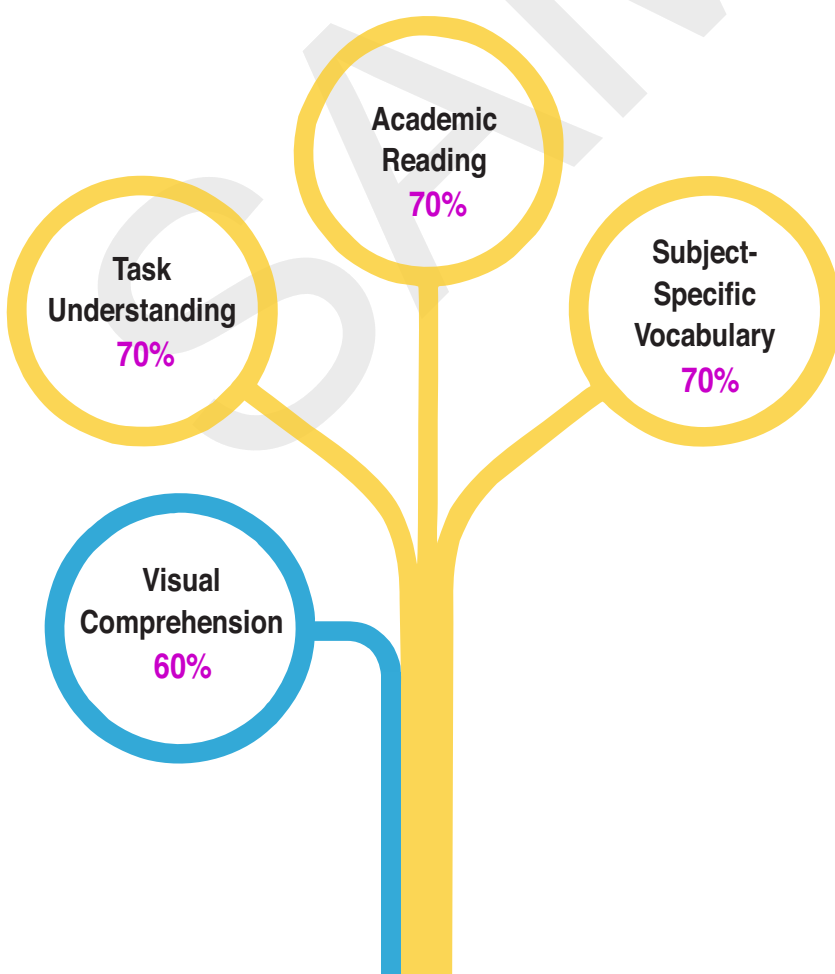 Academic
Reading
70%
Task
Understanding
70%
Subject-
Specific
Vocabulary
70%
Visual
Comprehension
60%